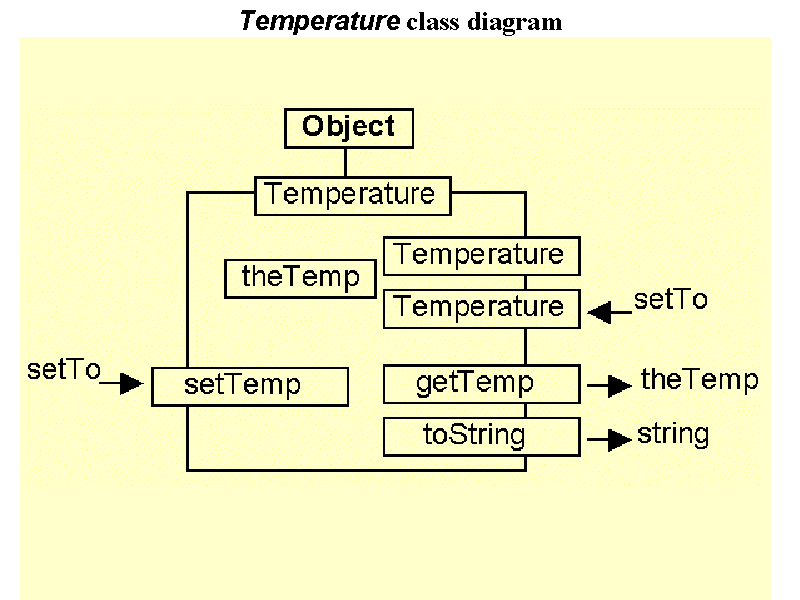 Temperature class diagram
Object
Temperature
Temperature
theTemp
Temperature
setTo
setTo
setTemp
getTemp
theTemp
toString
string